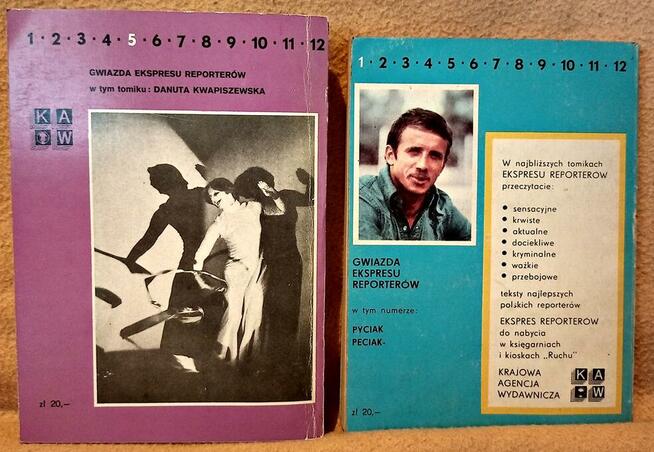 1 · 2 · 3 · 4 · 5 · 6 · 7 · 8 · 9 · 10 · 11 · 12
GWIAZDA EKSPRESU REPORTERÓW
w tym tomiku: DANUTA KWAPISZEWSKA
KA
W
zł 20,—
1 · 2 · 3 · 4 · 5 · 6 · 7 · 8 · 9 · 10 · 11 · 12
GWIAZDA
EKSPRESU
REPORTERÓW
w tym numerze:
PYCIAK
PECIAK-
zł 20,—
W najbliższych tomikach
EKSPRESU REPORTERÓW
przeczytacie:
• sensacyjne
• krwiste
• aktualne
• dociekliwe
• kryminalne
• ważkie
• przebojowe
teksty najlepszych
polskich reporterów
EKSPRES REPORTERÓW
do nabycia
w księgarniach
i kioskach „Ruchu"
KRAJOWA
AGENCJA
WYDAWNICZA
KA
W